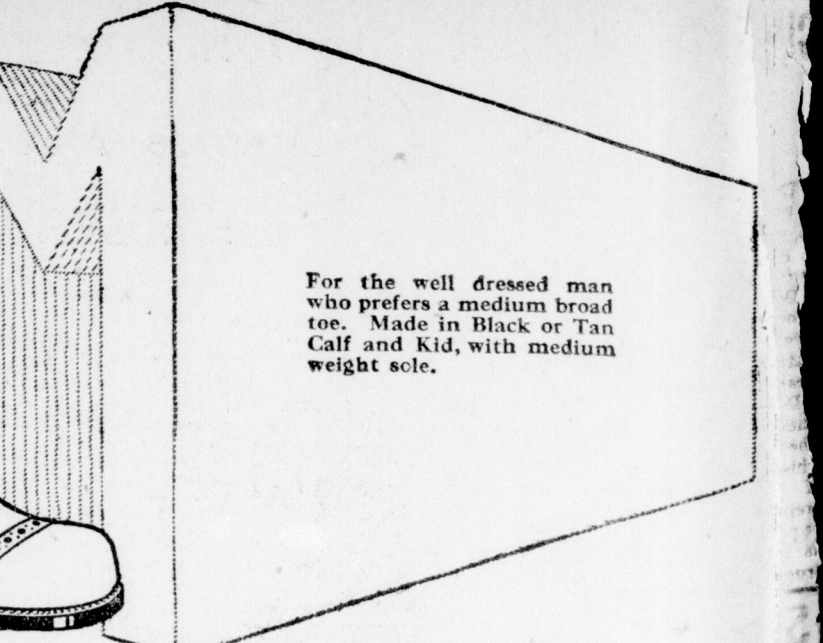 For the well dressed man
who prefers a medium broad
toe. Made in Black or Tan
Calf and Kid, with medium
weight sole.